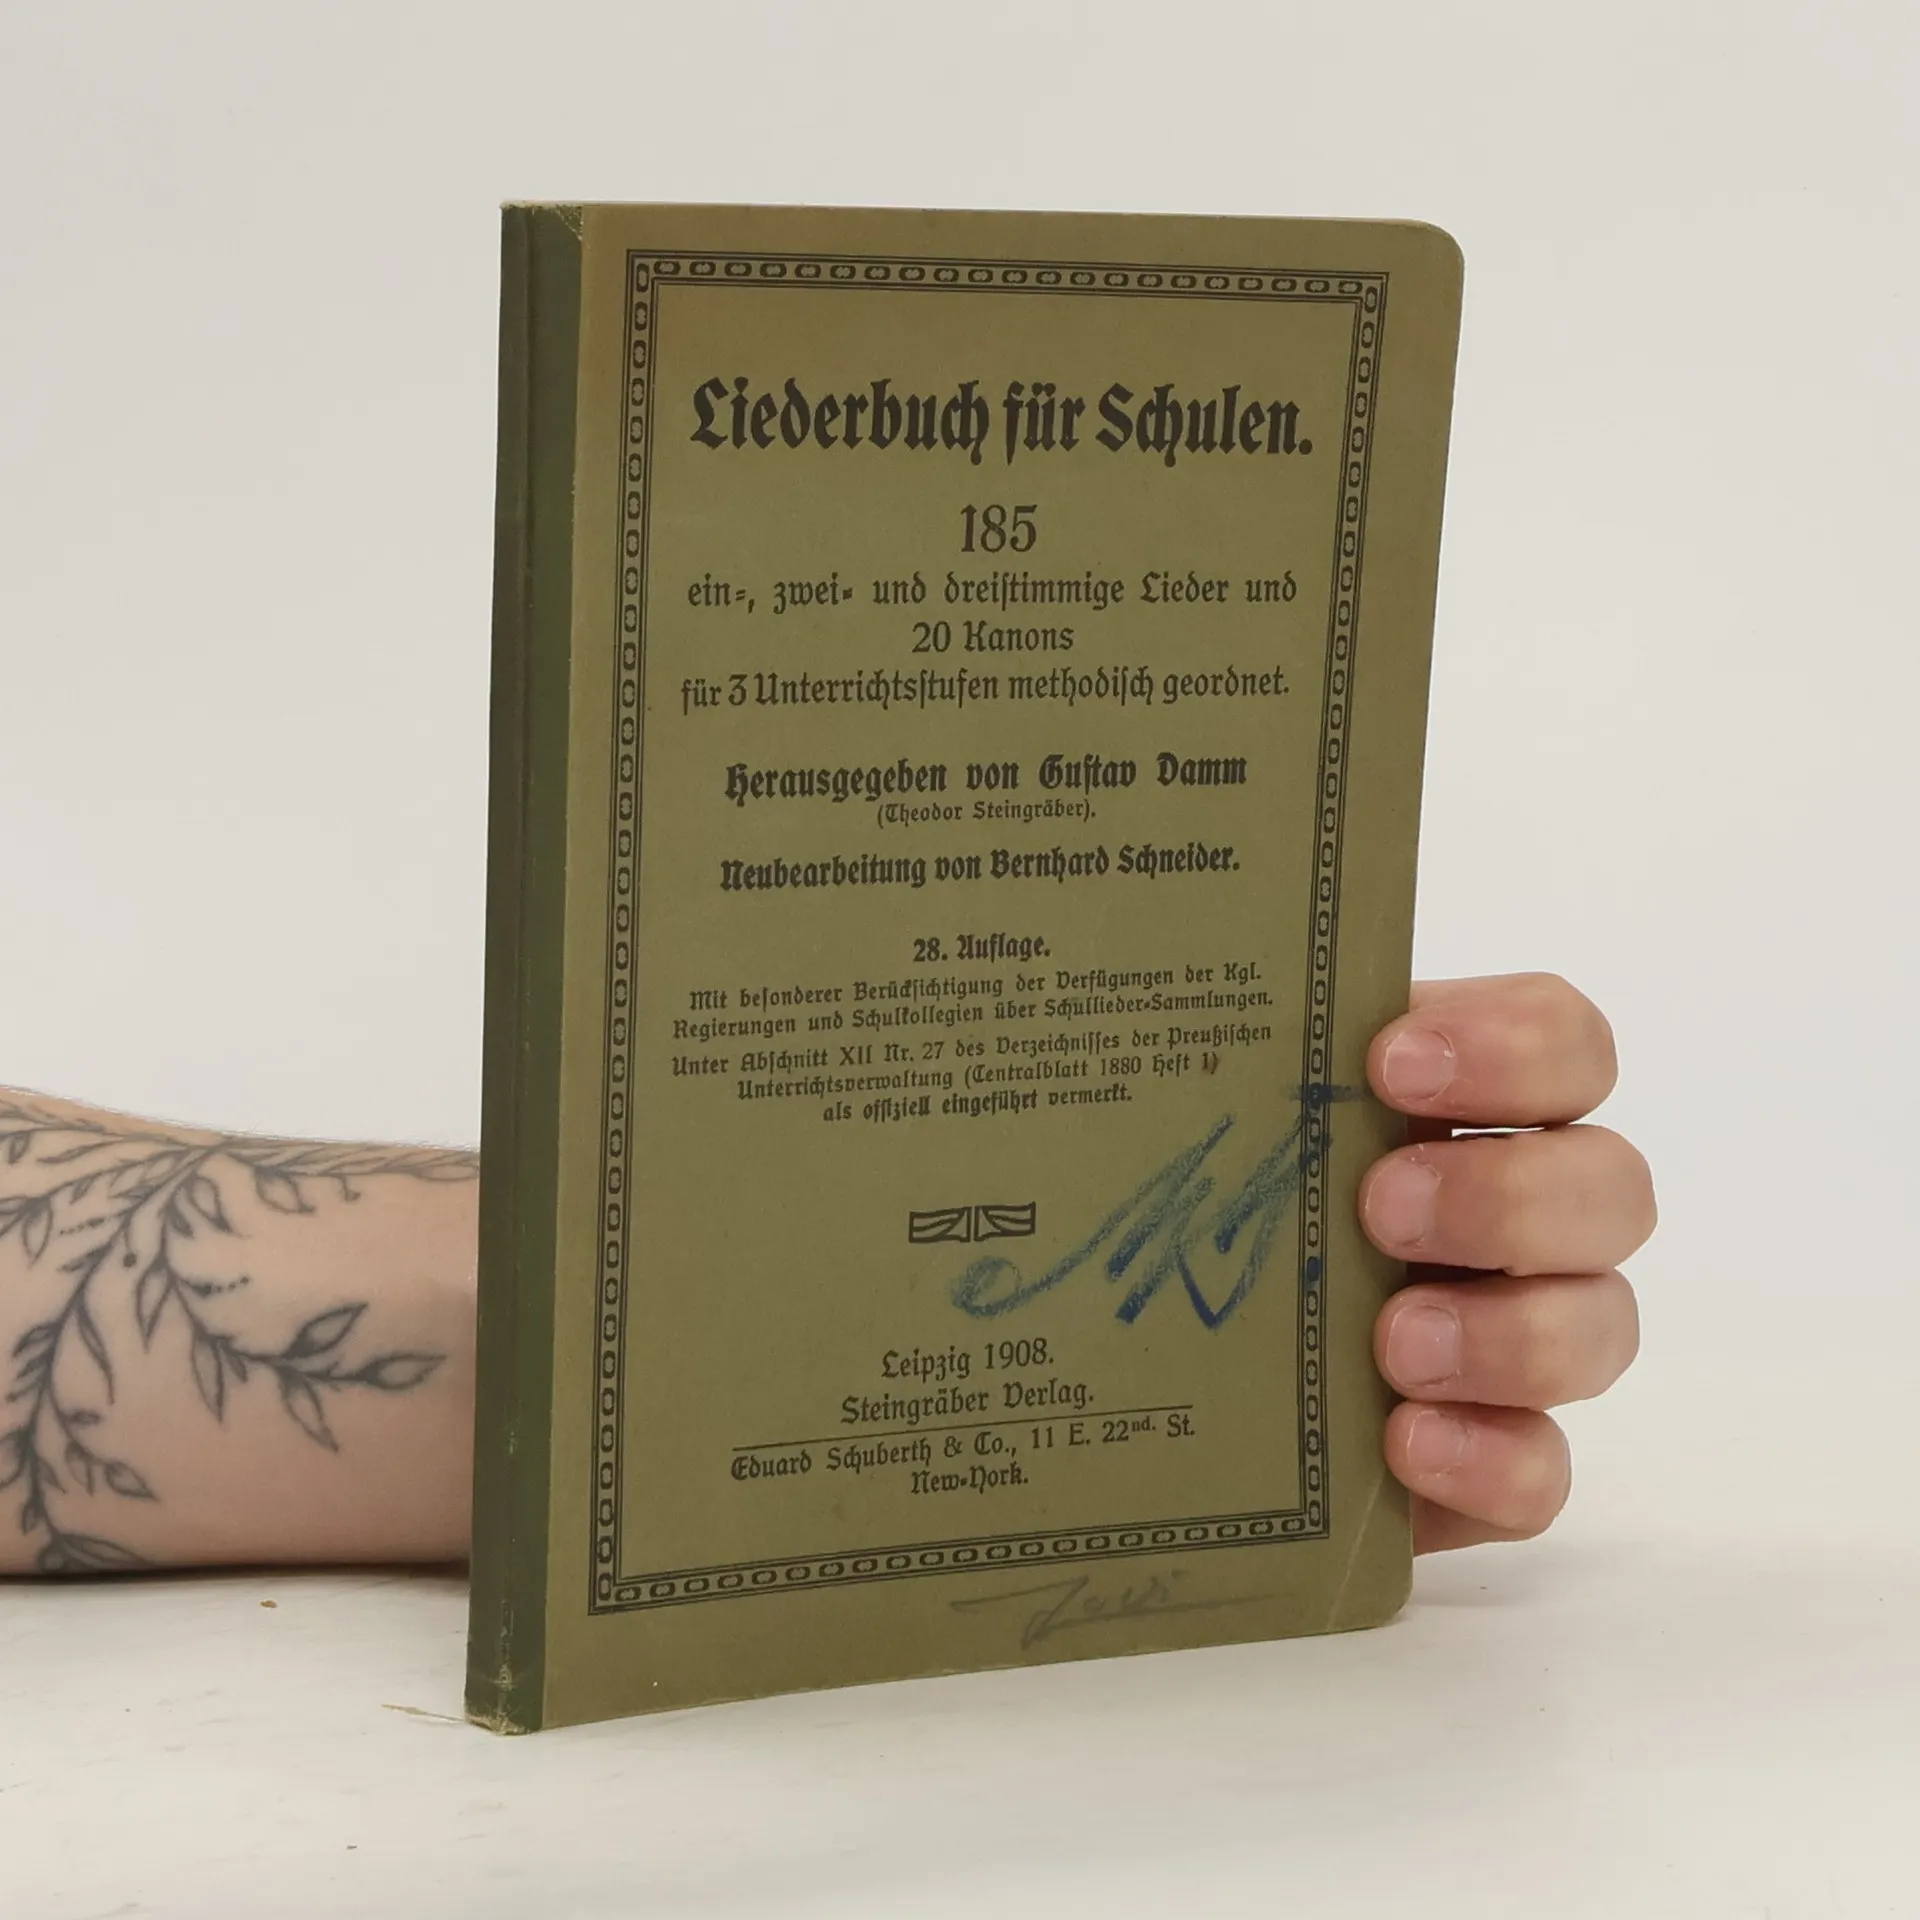 Liederbuch für Schulen.
185
ein-, zwei- und dreistimmige Lieder und
20 Kanons
für 3 Unterrichtsstufen methodisch geordnet.
Herausgegeben von Gustav Damm
(Theodor Steingräber).
Neubearbeitung von Bernhard Schneider.
28. Auflage.
Mit besonderer Berücksichtigung der Verfügungen der Kgl.
Regierungen und Schulkollegien über Schullieder-Sammlungen.
Unter Abschnitt XII Nr. 27 des Verzeichnisses der Preußischen
Unterrichtsverwaltung (Centralblatt 1880 Heft 1)
als offiziell eingeführt vermerkt.
Leipzig 1908.
Steingräber Verlag.
Eduard Schuberth & Co., 11 E. 22nd. St.
New-York.